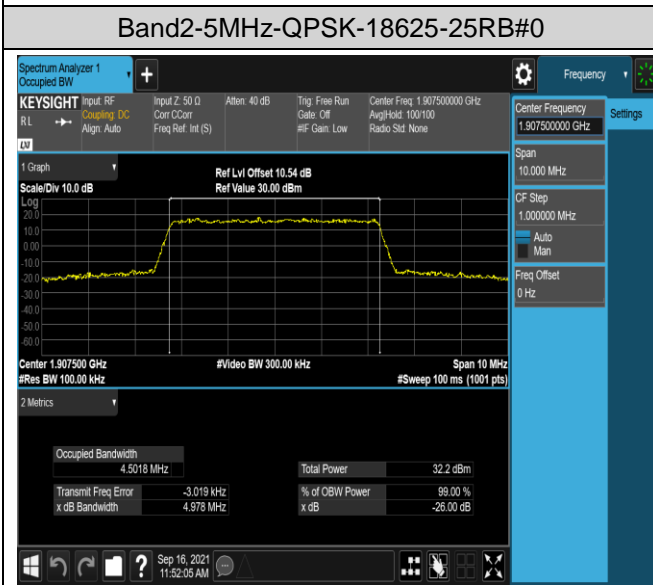 Band2-5MHz-QPSK-18625-25RB#0
Spectrum Analyzer 1
Occupied BW
+
Frequency
KEYSIGHT
RL
LXI
Input: RF
Coupling: DC
Align: Auto
Input Z: 50 Ω
Corr CCorr
Freq Ref: Int (S)
Atten: 40 dB
Trig: Free Run
Gate: Off
#IF Gain: Low
Center Freq: 1.907500000 GHz
Avg|Hold: 100/100
Radio Std: None
Center Frequency
1.907500000 GHz
Settings
Span
10.000 MHz
CF Step
1.000000 MHz
Auto
Man
Freq Offset
0 Hz
1 Graph
Scale/Div 10.0 dB
Ref Lvl Offset 10.54 dB
Ref Value 30.00 dBm
Log
20.0
10.0
0.00
-10.0
-20.0
-30.0
-40.0
-50.0
-60.0
Center 1.907500 GHz
#Video BW 300.00 kHz
Span 10 MHz
#Res BW 100.00 kHz
#Sweep 100 ms (1001 pts)
2 Metrics
Occupied Bandwidth
4.5018 MHz
Total Power 32.2 dBm
Transmit Freq Error -3.019 kHz
% of OBW Power 99.00 %
x dB Bandwidth 4.978 MHz
x dB -26.00 dB
?
Sep 16, 2021
11:52:05 AM